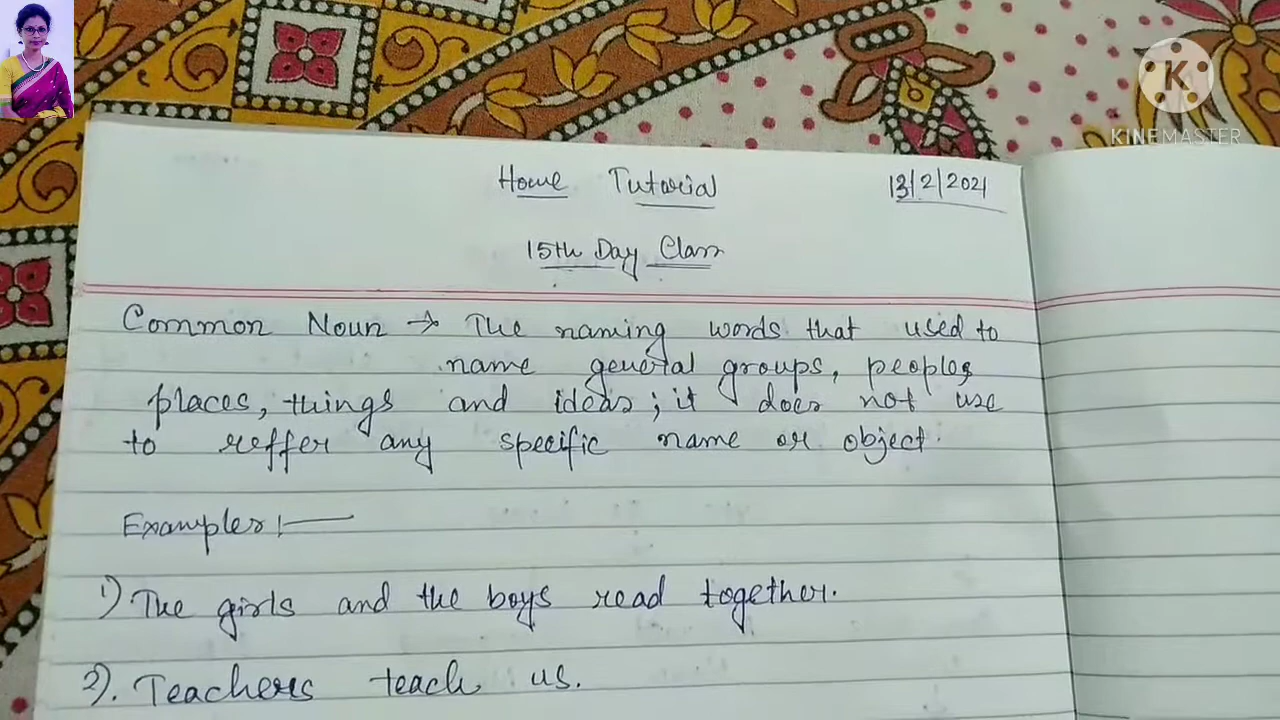 KINEMASTER
Home Tutorial 13/2/2021
15th Day Class
Common Noun → The naming words that used to
name general groups, peoples
places, things and ideas; it does not use
to reffer any specific name or object.
Examples:—
1) The girls and the boys read together.
2). Teachers teach us.